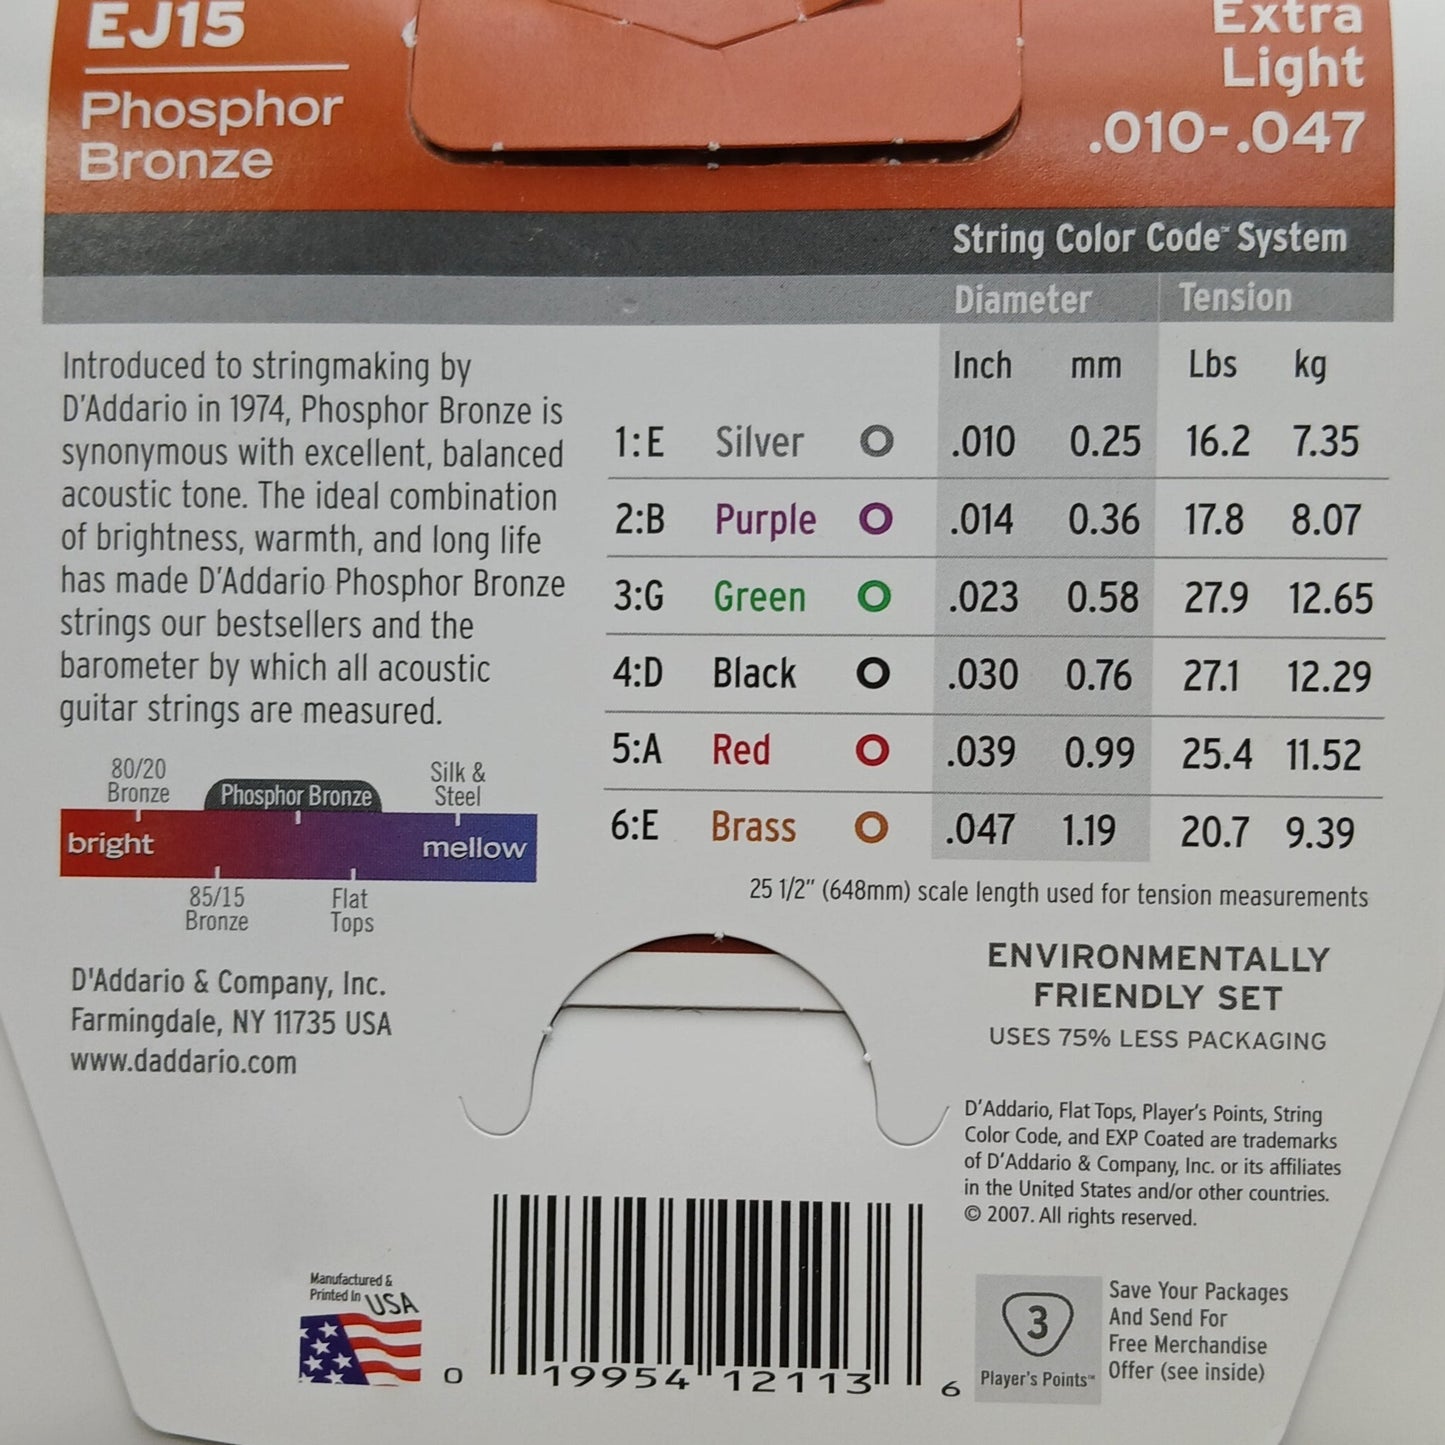 EJ15
Phosphor
Bronze
Extra
Light
.010-.047
String Color Code™ System
Diameter Tension
Inch mm Lbs kg
1:E Silver .010 0.25 16.2 7.35
2:B Purple .014 0.36 17.8 8.07
3:G Green .023 0.58 27.9 12.65
4:D Black .030 0.76 27.1 12.29
5:A Red .039 0.99 25.4 11.52
6:E Brass .047 1.19 20.7 9.39
25 1/2" (648mm) scale length used for tension measurements
Introduced to stringmaking by
D'Addario in 1974, Phosphor Bronze is
synonymous with excellent, balanced
acoustic tone. The ideal combination
of brightness, warmth, and long life
has made D'Addario Phosphor Bronze
strings our bestsellers and the
barometer by which all acoustic
guitar strings are measured.
80/20
Bronze
Phosphor Bronze
Silk &
Steel
bright mellow
85/15
Bronze
Flat
Tops
D'Addario & Company, Inc.
Farmingdale, NY 11735 USA
www.daddario.com
ENVIRONMENTALLY
FRIENDLY SET
USES 75% LESS PACKAGING
D'Addario, Flat Tops, Player's Points, String
Color Code, and EXP Coated are trademarks
of D'Addario & Company, Inc. or its affiliates
in the United States and/or other countries.
© 2007. All rights reserved.
Manufactured &
Printed In USA
0 19954 12113 6
3
Player's Points™
Save Your Packages
And Send For
Free Merchandise
Offer (see inside)